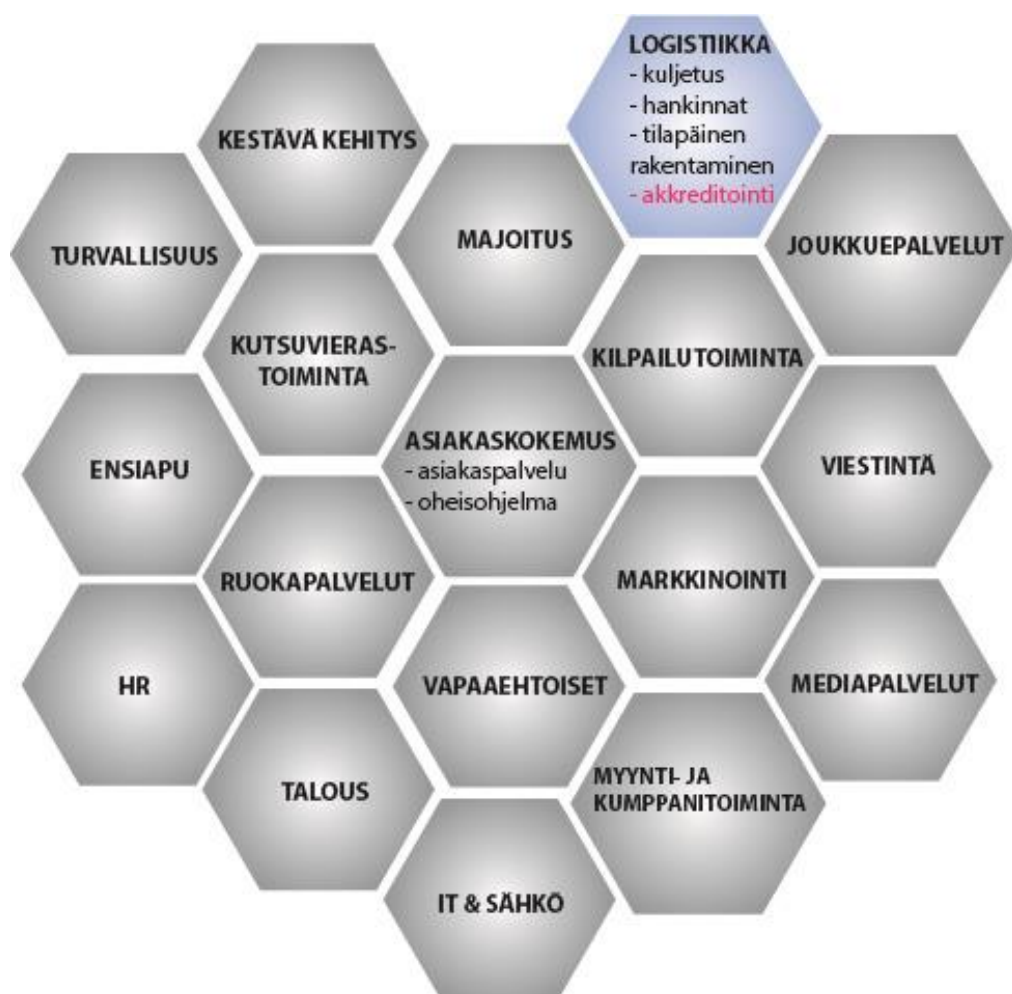 LOGISTIIKKA
- kuljetus
- hankinnat
- tilapäinen
rakentaminen
- akkreditointi
KESTÄVÄ KEHITYS
TURVALLISUUS
MAJOITUS
JOUKKUEPALVELUT
KUTSUVIERAS-
TOIMINTA
KILPAILUTOIMINTA
ENSIAPU
ASIAKASKOKEMUS
- asiakaspalvelu
- oheisohjelma
VIESTINTÄ
RUOKAPALVELUT
MARKKINOINTI
HR
VAPAAEHTOISET
MEDIAPALVELUT
TALOUS
MYYNTI- JA
KUMPPANITOIMINTA
IT & SÄHKÖ